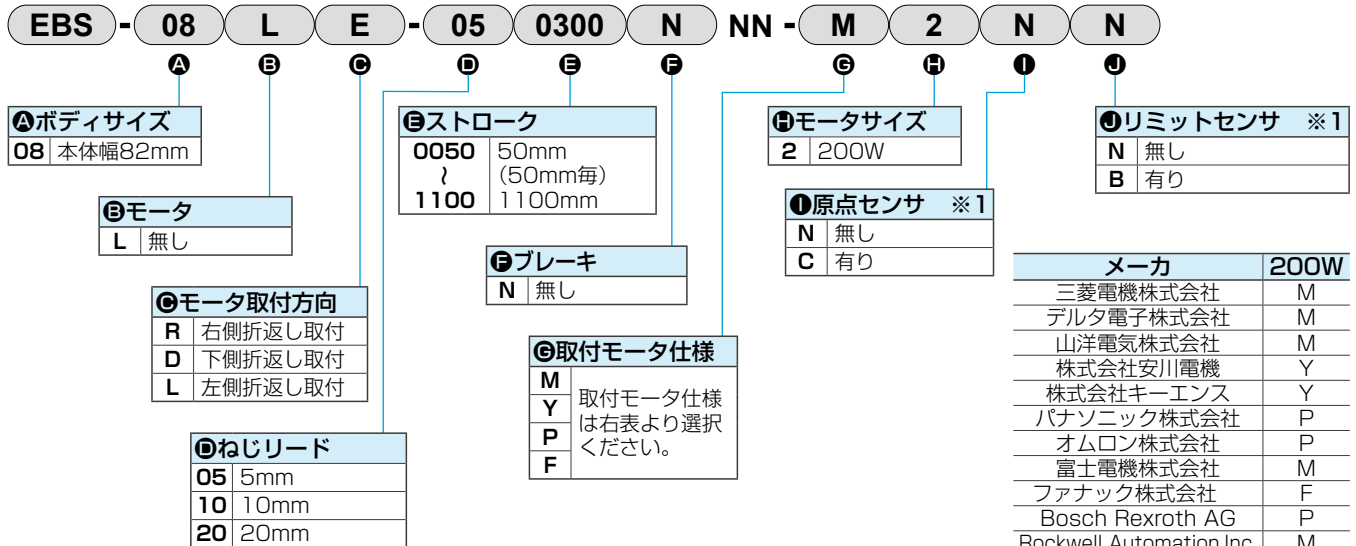 EBS - 08 L E - 05 0300 N NN - M 2 N N
A B C D E F G H I J
Aボディサイズ
08 本体幅82mm
Bモータ
L 無し
Cモータ取付方向
R 右側折返し取付
D 下側折返し取付
L 左側折返し取付
Dねじリード
05 5mm
10 10mm
20 20mm
Eストローク
0050 50mm
〜 (50mm毎)
1100 1100mm
Fブレーキ
N 無し
G取付モータ仕様
M
Y
P
F
取付モータ仕様
は右表より選択
ください。
Hモータサイズ
2 200W
I原点センサ ※1
N 無し
C 有り
Jリミットセンサ ※1
N 無し
B 有り
メーカ 200W
三菱電機株式会社 M
デルタ電子株式会社 M
山洋電気株式会社 M
株式会社安川電機 Y
株式会社キーエンス Y
パナソニック株式会社 P
オムロン株式会社 P
富士電機株式会社 M
ファナック株式会社 F
Bosch Rexroth AG P
Rockwell Automation,Inc. M